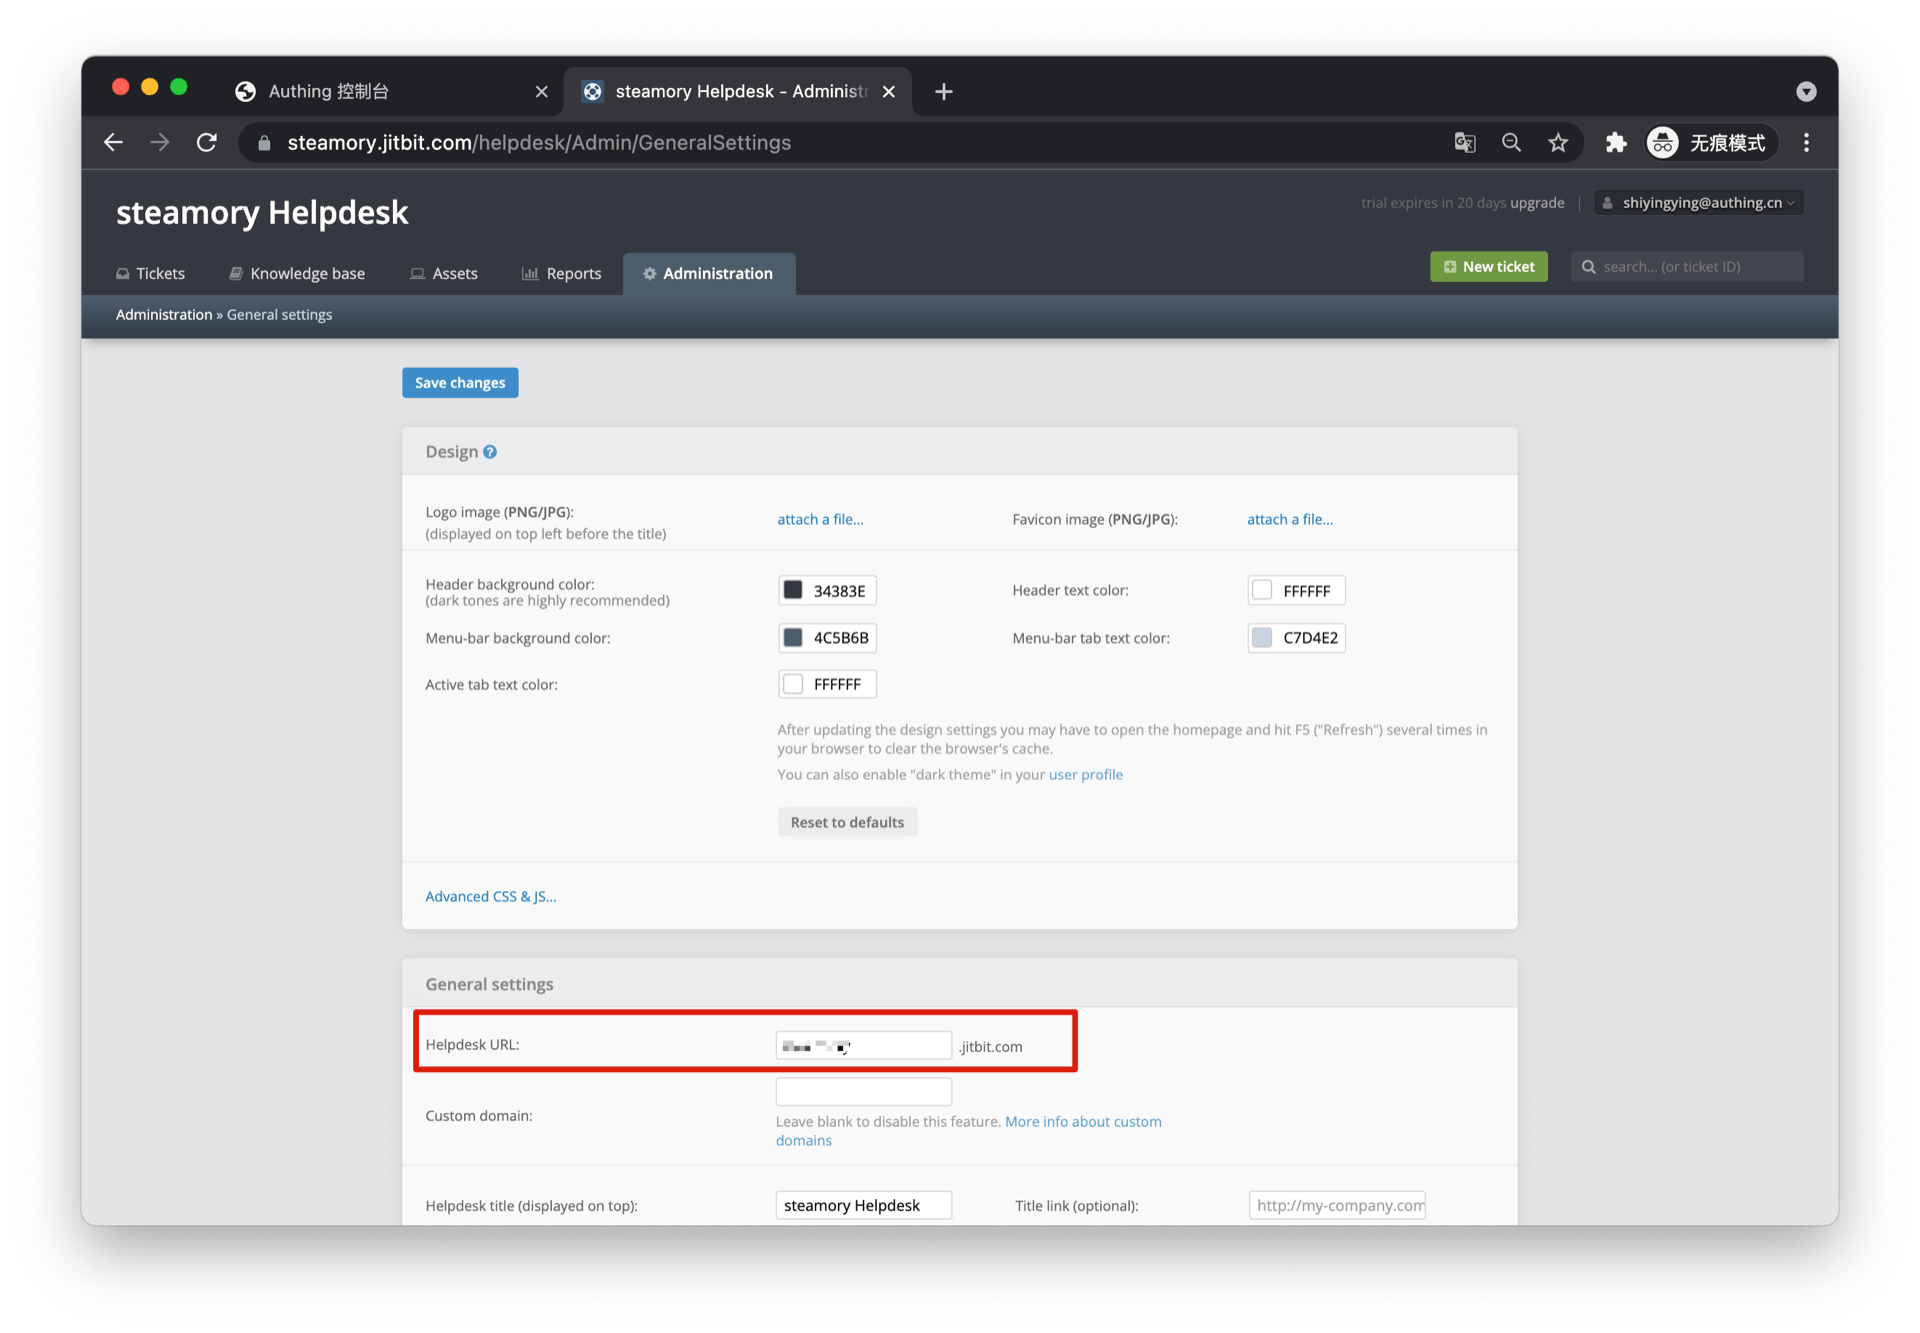 Authing 控制台
steamory Helpdesk - Administr
steamory.jitbit.com/helpdesk/Admin/GeneralSettings
无痕模式
steamory Helpdesk
trial expires in 20 days upgrade | shiyingying@authing.cn
Tickets Knowledge base Assets Reports Administration
New ticket
search... (or ticket ID)
Administration » General settings
Save changes
Design ?
Logo image (PNG/JPG):
(displayed on top left before the title)
attach a file...
Favicon image (PNG/JPG):
attach a file...
Header background color:
(dark tones are highly recommended)
34383E
Header text color:
FFFFFF
Menu-bar background color:
4C5B6B
Menu-bar tab text color:
C7D4E2
Active tab text color:
FFFFFF
After updating the design settings you may have to open the homepage and hit F5 ("Refresh") several times in
your browser to clear the browser's cache.
You can also enable "dark theme" in your user profile
Reset to defaults
Advanced CSS & JS...
General settings
Helpdesk URL:
.jitbit.com
Custom domain:
Leave blank to disable this feature. More info about custom
domains
Helpdesk title (displayed on top):
steamory Helpdesk
Title link (optional):
http://my-company.com